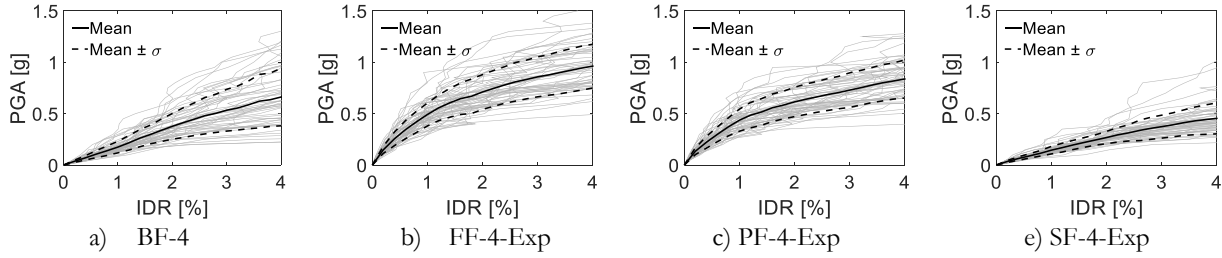 1.5
1
0.5
0
PGA [g]
Mean
Mean ± σ
0 1 2 3 4
IDR [%]
a) BF-4
1.5
1
0.5
0
PGA [g]
Mean
Mean ± σ
0 1 2 3 4
IDR [%]
b) FF-4-Exp
1.5
1
0.5
0
PGA [g]
Mean
Mean ± σ
0 1 2 3 4
IDR [%]
c) PF-4-Exp
1.5
1
0.5
0
PGA [g]
Mean
Mean ± σ
0 1 2 3 4
IDR [%]
e) SF-4-Exp